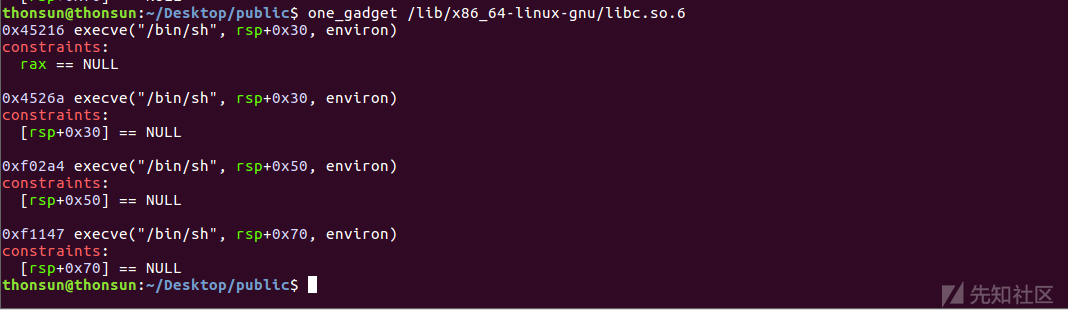 thonsun@thonsun:~/Desktop/public$ one_gadget /lib/x86_64-linux-gnu/libc.so.6
0x45216 execve("/bin/sh", rsp+0x30, environ)
constraints:
  rax == NULL
0x4526a execve("/bin/sh", rsp+0x30, environ)
constraints:
  [rsp+0x30] == NULL
0xf02a4 execve("/bin/sh", rsp+0x50, environ)
constraints:
  [rsp+0x50] == NULL
0xf1147 execve("/bin/sh", rsp+0x70, environ)
constraints:
  [rsp+0x70] == NULL
thonsun@thonsun:~/Desktop/public$
先知社区